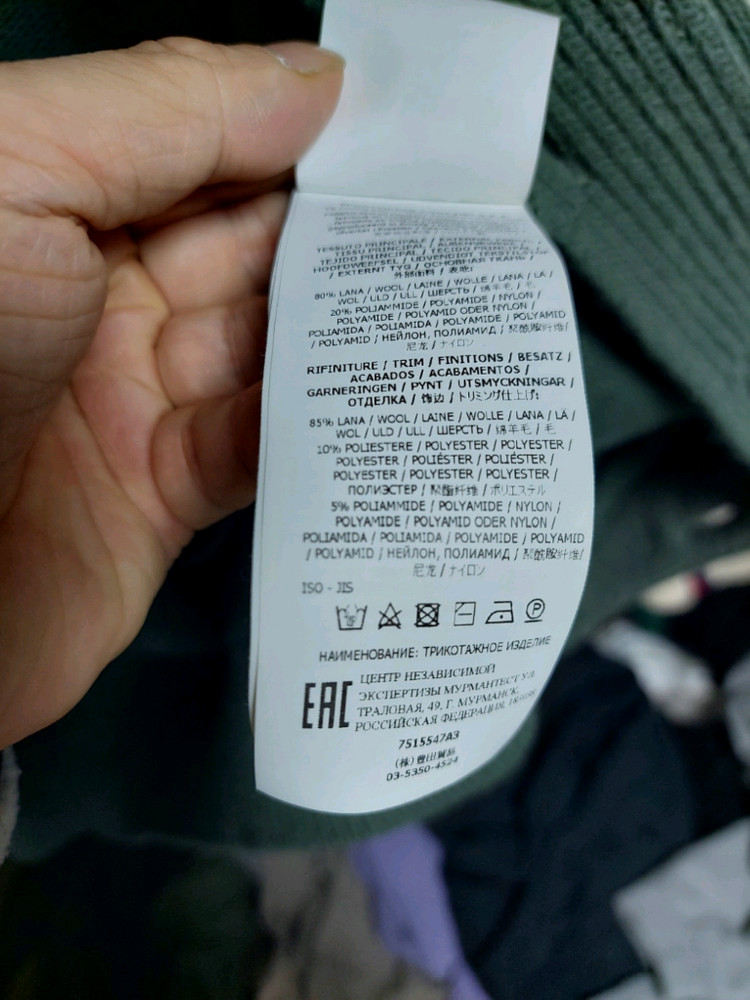 TESSUTO PRINCIPALE /
TISSU PRINCIPAL /
TEJIDO PRINCIPAL / TECIDO PRINCIPAL /
HOOFDWEEFSEL / UDVENDIGT
/ EXTERNT TYG / ОСНОВНАЯ ТКАНЬ /
外部面料 / 表地:
80% LANA / WOOL / LAINE / WOLLE / LANA / LÃ /
WOL / ULD / ULL / ШЕРСТЬ / 绵羊毛 / 毛
20% POLIAMMIDE / POLYAMIDE / NYLON /
POLYAMIDE / POLYAMID ODER NYLON /
POLIAMIDA / POLIAMIDA / POLYAMIDE / POLYAMID
/ POLYAMID / НЕЙЛОН, ПОЛИАМИД / 聚酰胺纤维/
尼龙 / ナイロン
RIFINITURE / TRIM / FINITIONS / BESATZ /
ACABADOS / ACABAMENTOS /
GARNERINGEN / PYNT / UTSMYCKNINGAR /
ОТДЕЛКА / 饰边 / トリミング仕上げ:
85% LANA / WOOL / LAINE / WOLLE / LANA / LÃ /
WOL / ULD / ULL / ШЕРСТЬ / 绵羊毛 / 毛
10% POLIESTERE / POLYESTER / POLYESTER /
POLYESTER / POLIÉSTER / POLIÉSTER /
POLYESTER / POLYESTER / POLYESTER /
ПОЛИЭСТЕР / 聚酯纤维 / ポリエステル
5% POLIAMMIDE / POLYAMIDE / NYLON /
POLYAMIDE / POLYAMID ODER NYLON /
POLIAMIDA / POLIAMIDA / POLYAMIDE / POLYAMID
/ POLYAMID / НЕЙЛОН, ПОЛИАМИД / 聚酰胺纤维/
尼龙 / ナイロン
ISO - JIS
НАИМЕНОВАНИЕ: ТРИКОТАЖНОЕ ИЗДЕЛИЕ
EAC
ЦЕНТР НЕЗАВИСИМОЙ
ЭКСПЕРТИЗЫ МУРМАНТЕСТ УЛ.
ТРАЛОВАЯ, 49, Г. МУРМАНСК,
РОССИЙСКАЯ ФЕДЕРАЦИЯ,
7515547A3
(株) 豊田貿易
03-5350-4524